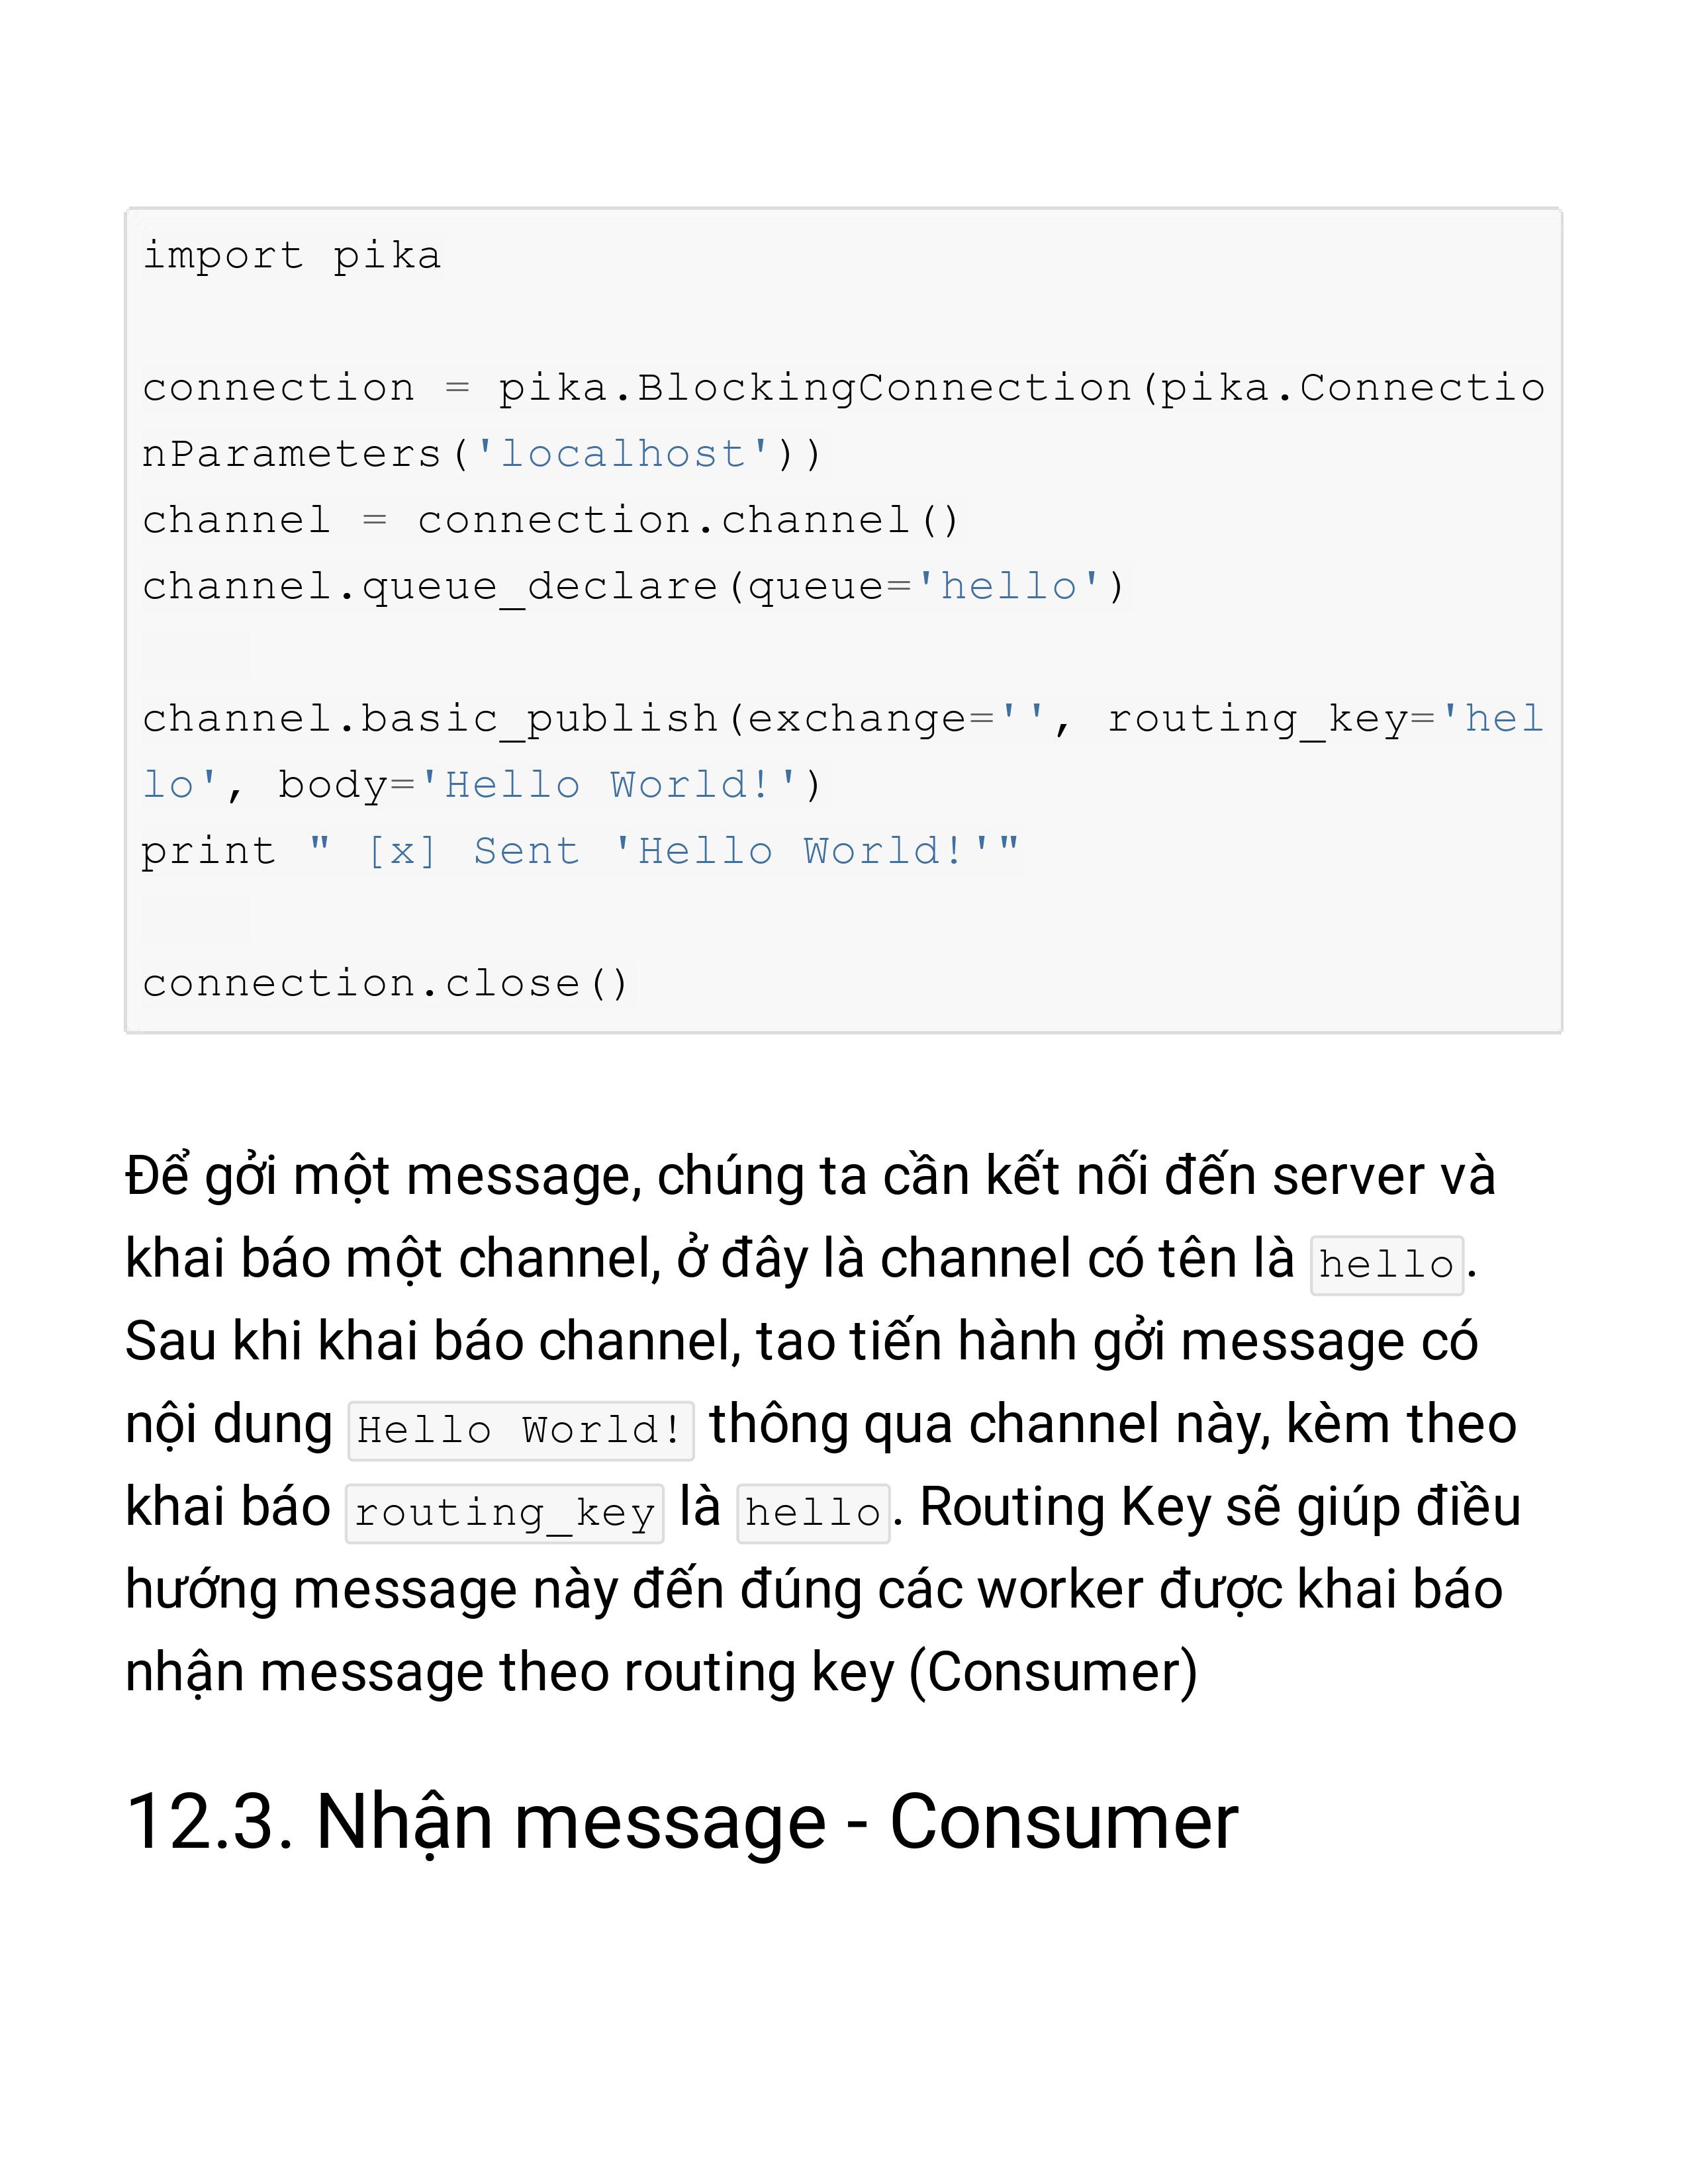 import pika
connection = pika.BlockingConnection(pika.Connectio
nParameters('localhost'))
channel = connection.channel()
channel.queue_declare(queue='hello')
channel.basic_publish(exchange='', routing_key='hel
lo', body='Hello World!')
print " [x] Sent 'Hello World!'"
connection.close()
Để gởi một message, chúng ta cần kết nối đến server và
khai báo một channel, ở đây là channel có tên là hello.
Sau khi khai báo channel, tao tiến hành gởi message có
nội dung Hello World! thông qua channel này, kèm theo
khai báo routing_key là hello. Routing Key sẽ giúp điều
hướng message này đến đúng các worker được khai báo
nhận message theo routing key (Consumer)
12.3. Nhận message - Consumer